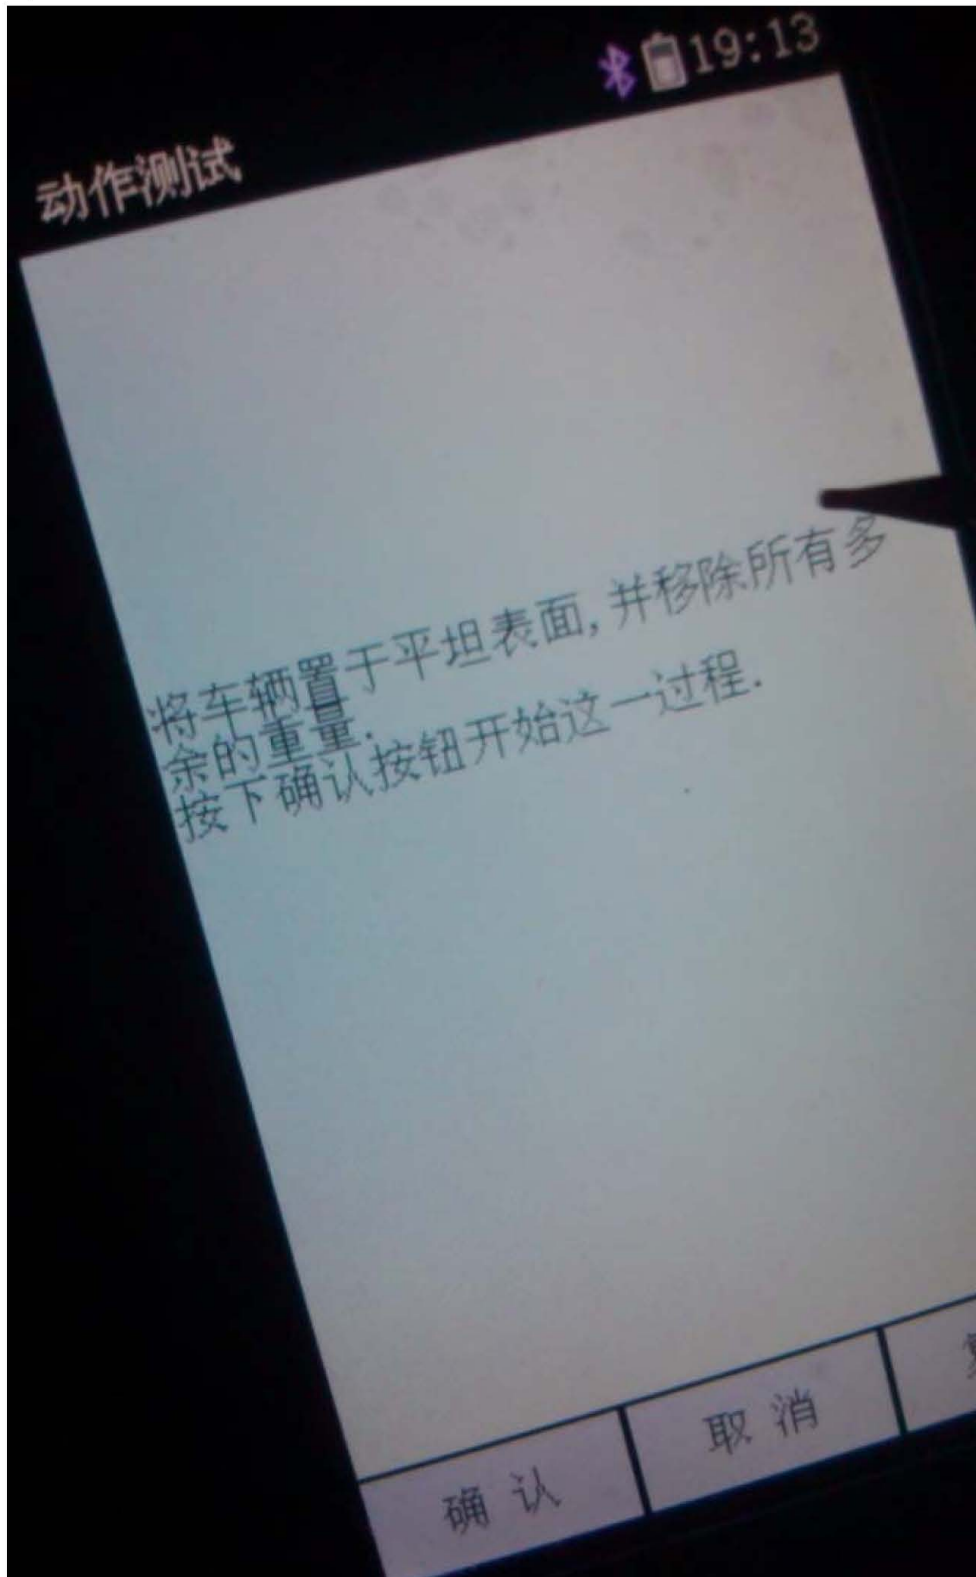 19:13
动作测试
将车辆置于平坦表面,并移除所有多
余的重量.
按下确认按钮开始这一过程.
确 认
取 消